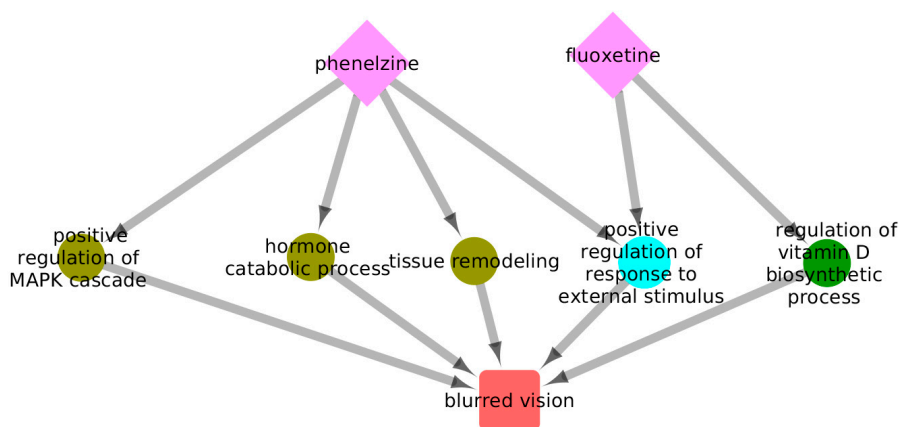 phenelzine
fluoxetine
positive
regulation of
MAPK cascade
hormone
catabolic process
tissue remodeling
positive
regulation of
response to
external stimulus
regulation of
vitamin D
biosynthetic
process
blurred vision